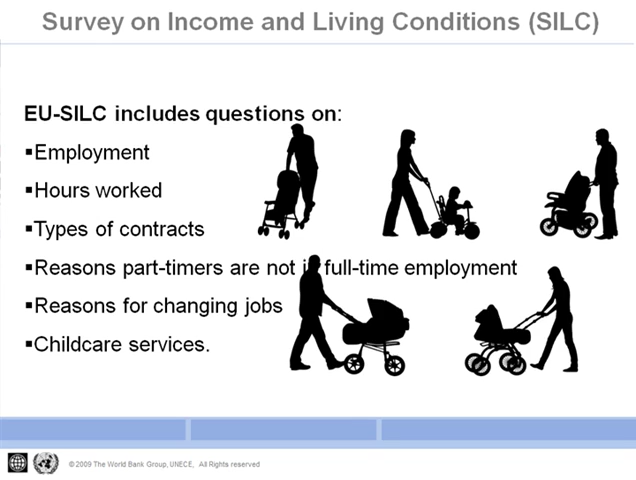 Survey on Income and Living Conditions (SILC)
EU-SILC includes questions on:
▪Employment
▪Hours worked
▪Types of contracts
▪Reasons part-timers are not in full-time employment
▪Reasons for changing jobs
▪Childcare services.
© 2009 The World Bank Group, UNECE, All Rights reserved